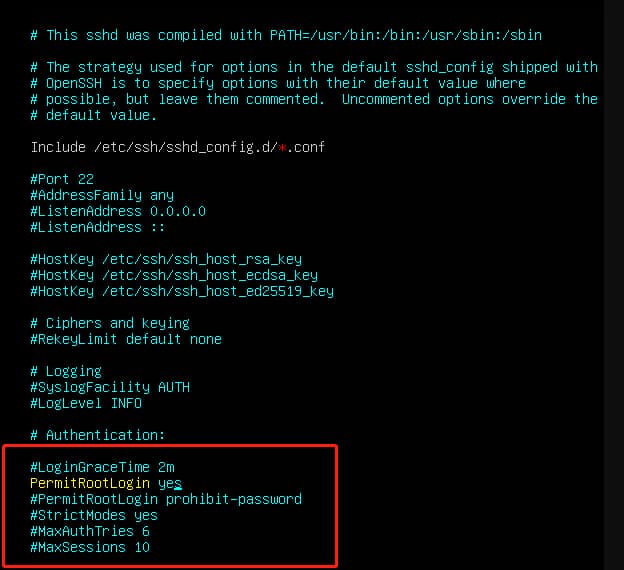 # This sshd was compiled with PATH=/usr/bin:/bin:/usr/sbin:/sbin
# The strategy used for options in the default sshd_config shipped with
# OpenSSH is to specify options with their default value where
# possible, but leave them commented.  Uncommented options override the
# default value.
Include /etc/ssh/sshd_config.d/*.conf
#Port 22
#AddressFamily any
#ListenAddress 0.0.0.0
#ListenAddress ::
#HostKey /etc/ssh/ssh_host_rsa_key
#HostKey /etc/ssh/ssh_host_ecdsa_key
#HostKey /etc/ssh/ssh_host_ed25519_key
# Ciphers and keying
#RekeyLimit default none
# Logging
#SyslogFacility AUTH
#LogLevel INFO
# Authentication:
#LoginGraceTime 2m
PermitRootLogin yes
#PermitRootLogin prohibit-password
#StrictModes yes
#MaxAuthTries 6
#MaxSessions 10